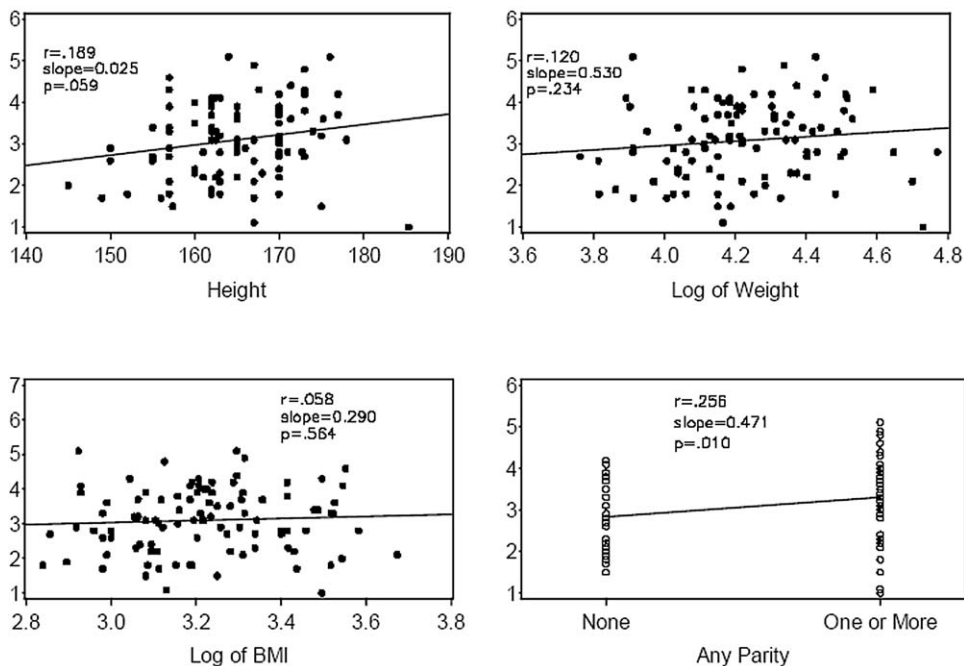 6
5
4
3
2
1
r=.189
slope=0.025
p=.059
140 150 160 170 180 190
Height
6
5
4
3
2
1
r=.120
slope=0.530
p=.234
3.6 3.8 4.0 4.2 4.4 4.6 4.8
Log of Weight
7
6
5
4
3
2
1
r=.058
slope=0.290
p=.564
2.8 3.0 3.2 3.4 3.6 3.8
Log of BMI
6
5
4
3
2
1
r=.256
slope=0.471
p=.010
None One or More
Any Parity